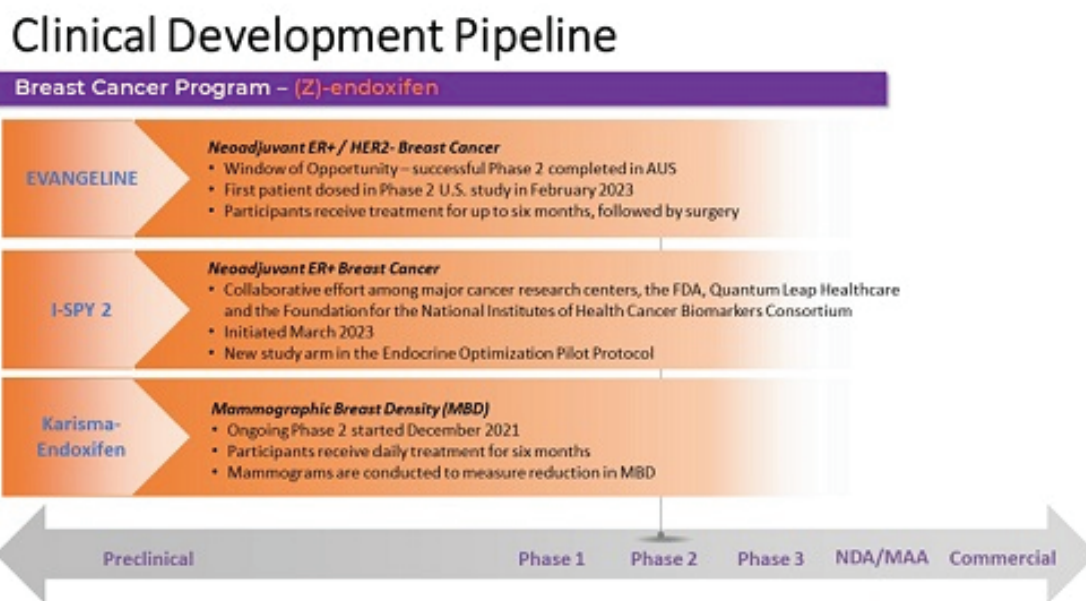 Clinical Development Pipeline
Breast Cancer Program – (Z)-endoxifen
EVANGELINE
Neoadjuvant ER+ / HER2- Breast Cancer
• Window of Opportunity – successful Phase 2 completed in AUS
• First patient dosed in Phase 2 U.S. study in February 2023
• Participants receive treatment for up to six months, followed by surgery
I-SPY 2
Neoadjuvant ER+ Breast Cancer
• Collaborative effort among major cancer research centers, the FDA, Quantum Leap Healthcare
and the Foundation for the National Institutes of Health Cancer Biomarkers Consortium
• Initiated March 2023
• New study arm in the Endocrine Optimization Pilot Protocol
Karisma-
Endoxifen
Mammographic Breast Density (MBD)
• Ongoing Phase 2 started December 2021
• Participants receive daily treatment for six months
• Mammograms are conducted to measure reduction in MBD
Preclinical Phase 1 Phase 2 Phase 3 NDA/MAA Commercial